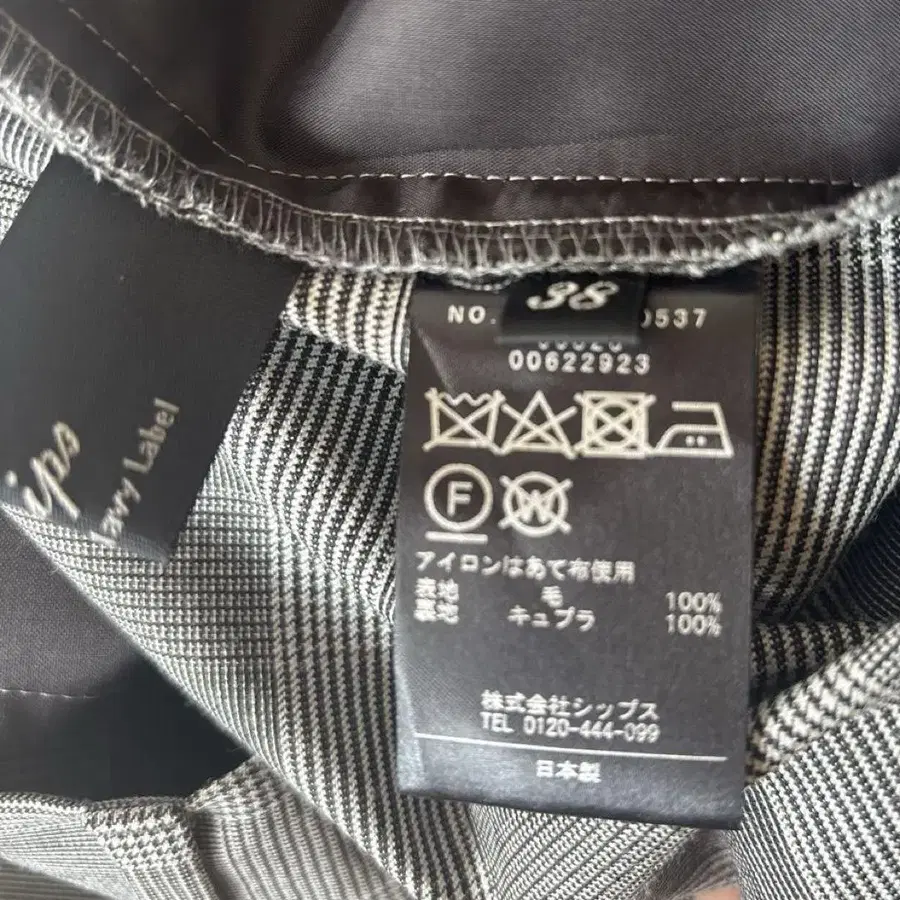 ips
Navy Label
38
NO. 0537
00622923
F
W
アイロンはあて布使用
表地 毛 100%
裏地 キュプラ 100%
株式会社シップス
TEL 0120-444-099
日本製